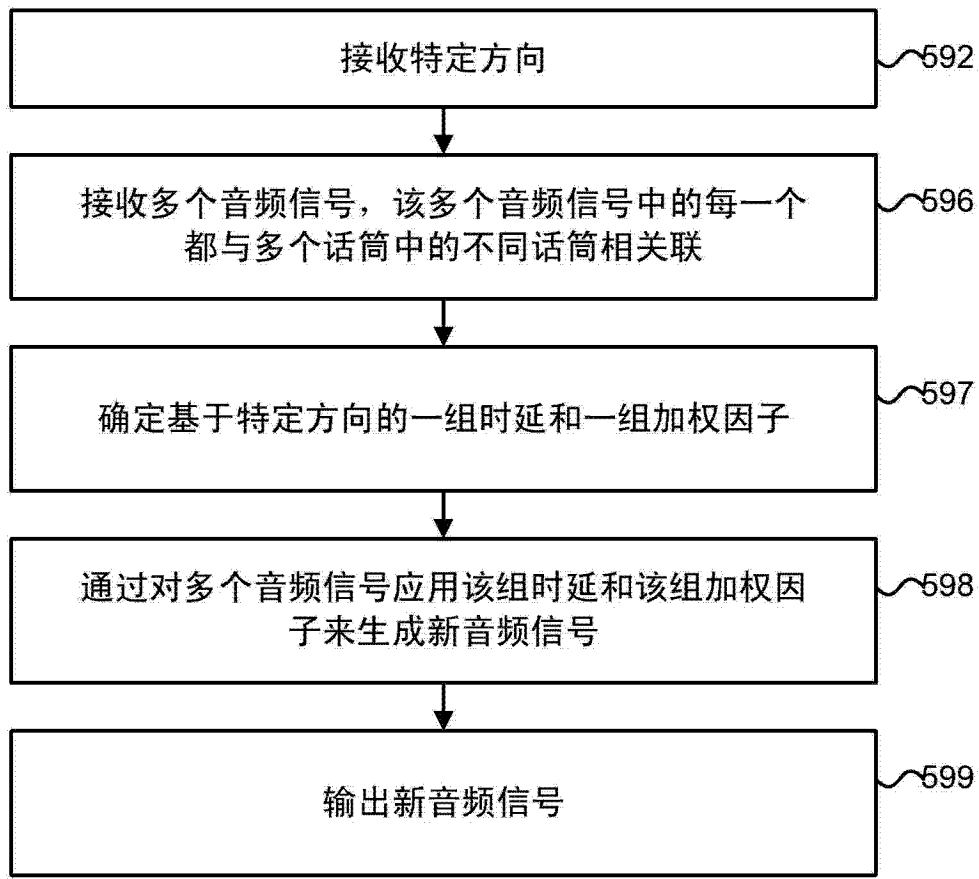 接收特定方向
592
接收多个音频信号，该多个音频信号中的每一个
都与多个话筒中的不同话筒相关联
596
确定基于特定方向的一组时延和一组加权因子
597
通过对多个音频信号应用该组时延和该组加权因
子来生成新音频信号
598
输出新音频信号
599